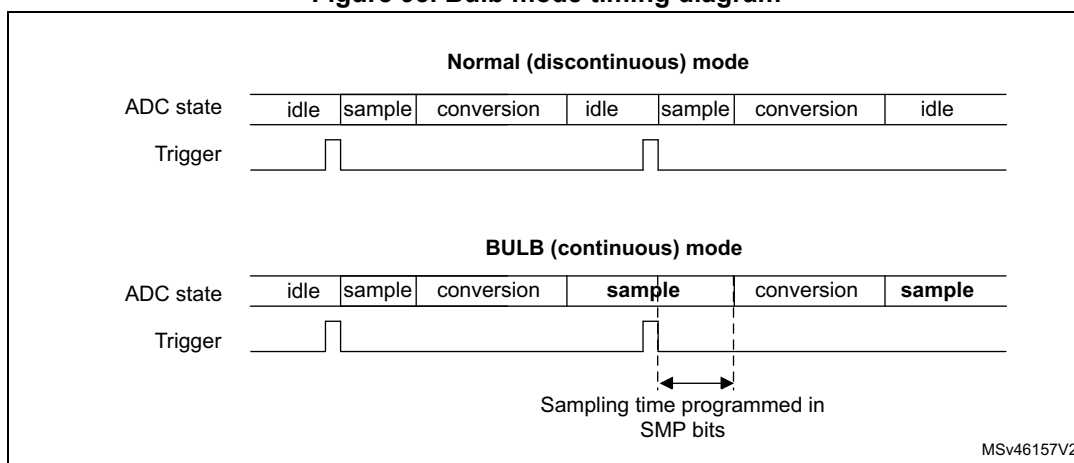 Normal (discontinuous) mode
ADC state idle sample conversion idle sample conversion idle
Trigger
BULB (continuous) mode
ADC state idle sample conversion sample conversion sample
Trigger
Sampling time programmed in
SMP bits
MSv46157V2